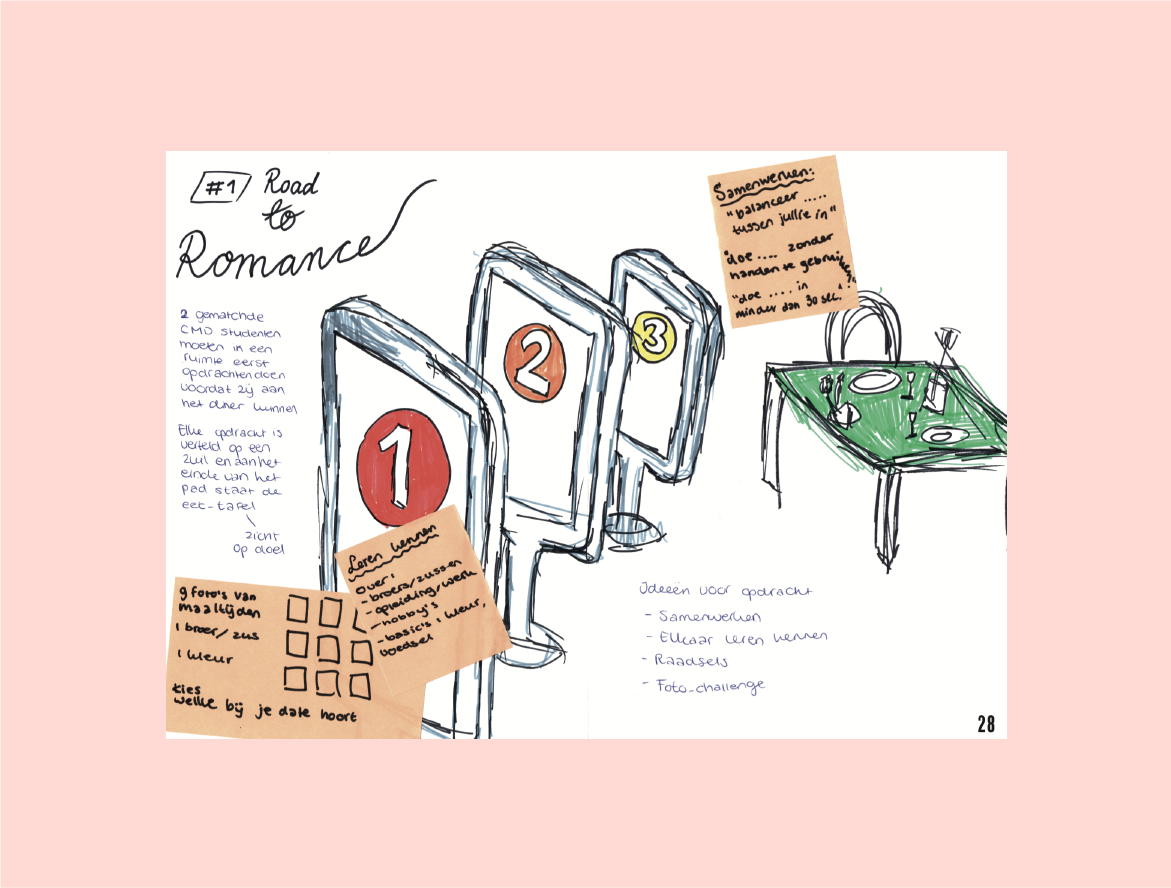 #1 Road
to
Romance
2 gematchde
CMD studenten
moeten in een
ruimte eerst
opdrachten doen
voordat zij aan
het diner kunnen
Elke opdracht is
verteld op een
zuil en aan het
einde van het
pad staat de
eet-tafel
zicht
op doel
1
2
3
Samenwerken:
"balanceer .....
tussen jullie in"
"doe .... zonder
handen te gebruiken"
"doe ..... in
minder dan 30 sec."
Leren kennen
over:
- broers/zussen
- opleiding/werk
- hobby's
- basic's: kleur,
voedsel
9 foto's van
maaltijden
1 broer/zus
1 kleur
kies
welke bij je date hoort
Ideeën voor opdracht
- Samenwerken
- Elkaar leren kennen
- Raadsels
- Foto-challenge
28